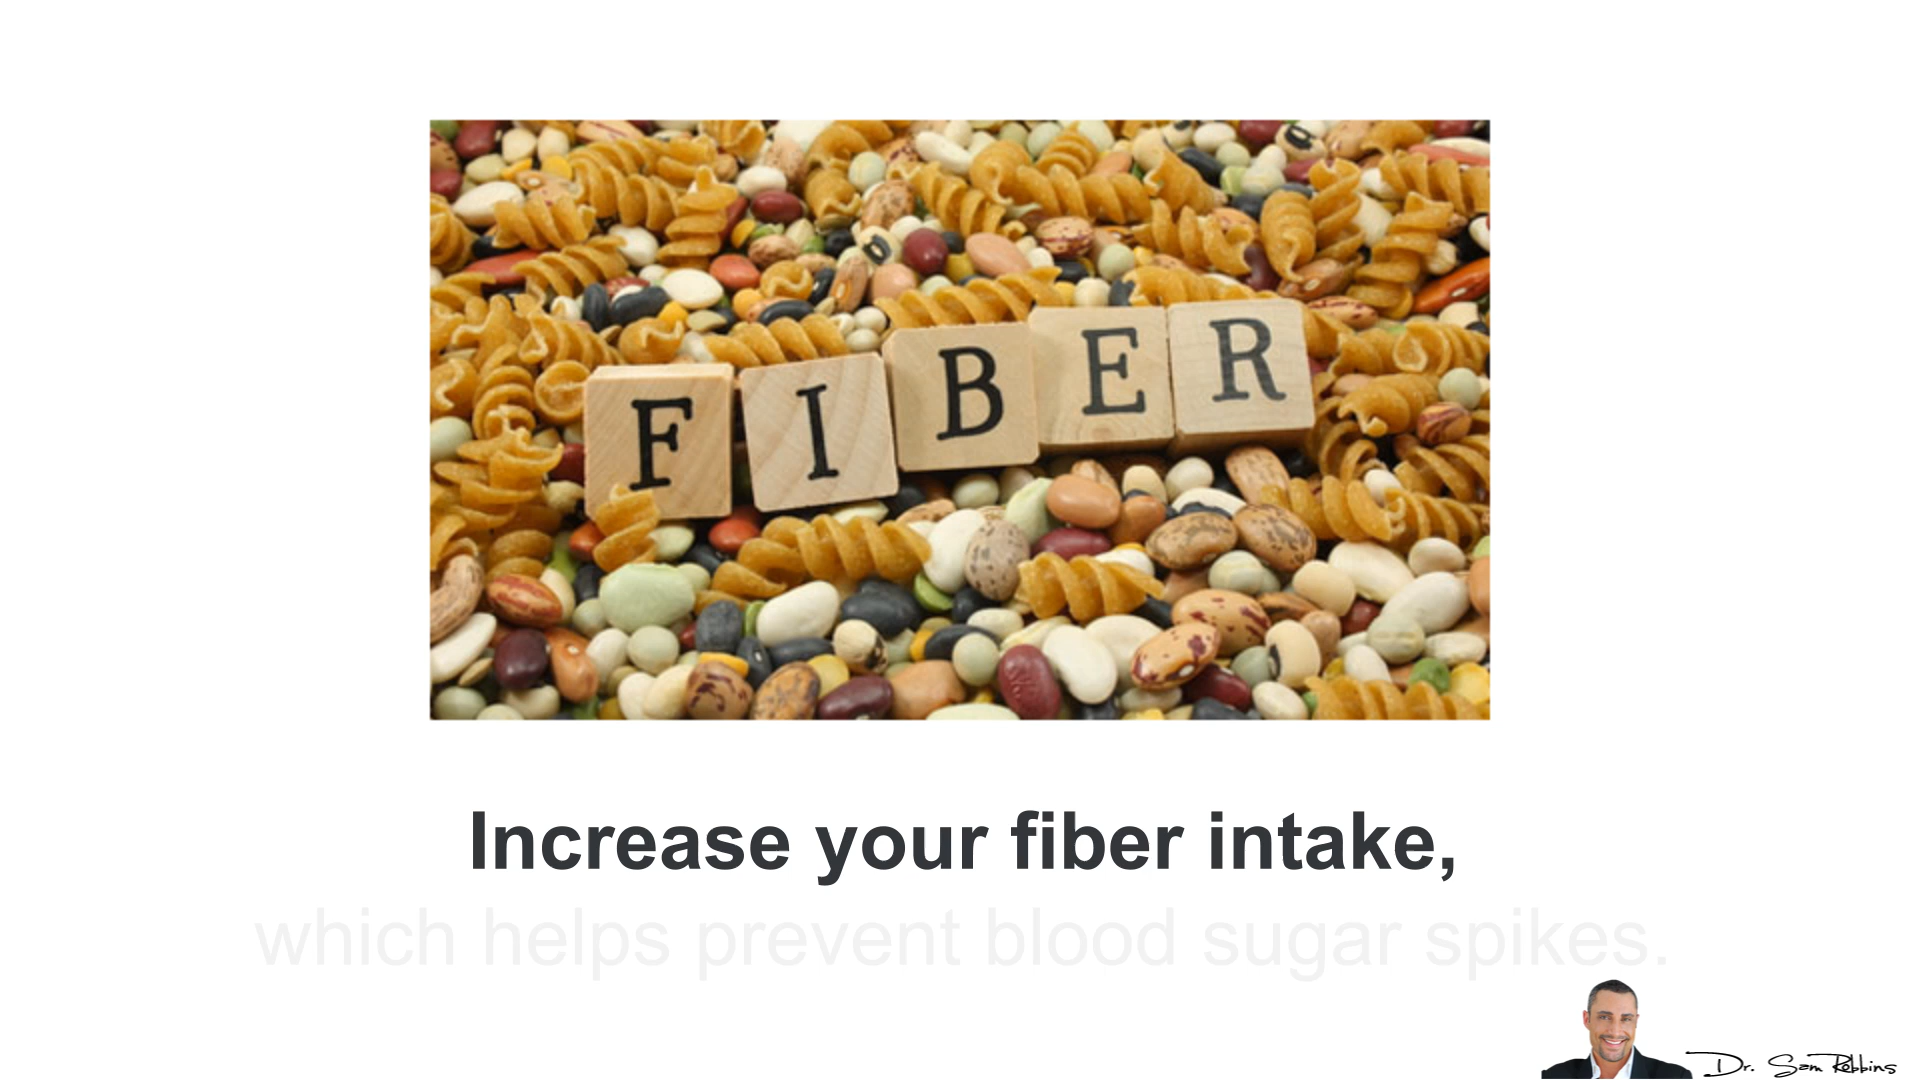 FIBER
Increase your fiber intake,
which helps prevent blood sugar spikes.
Dr. Sam Robbins